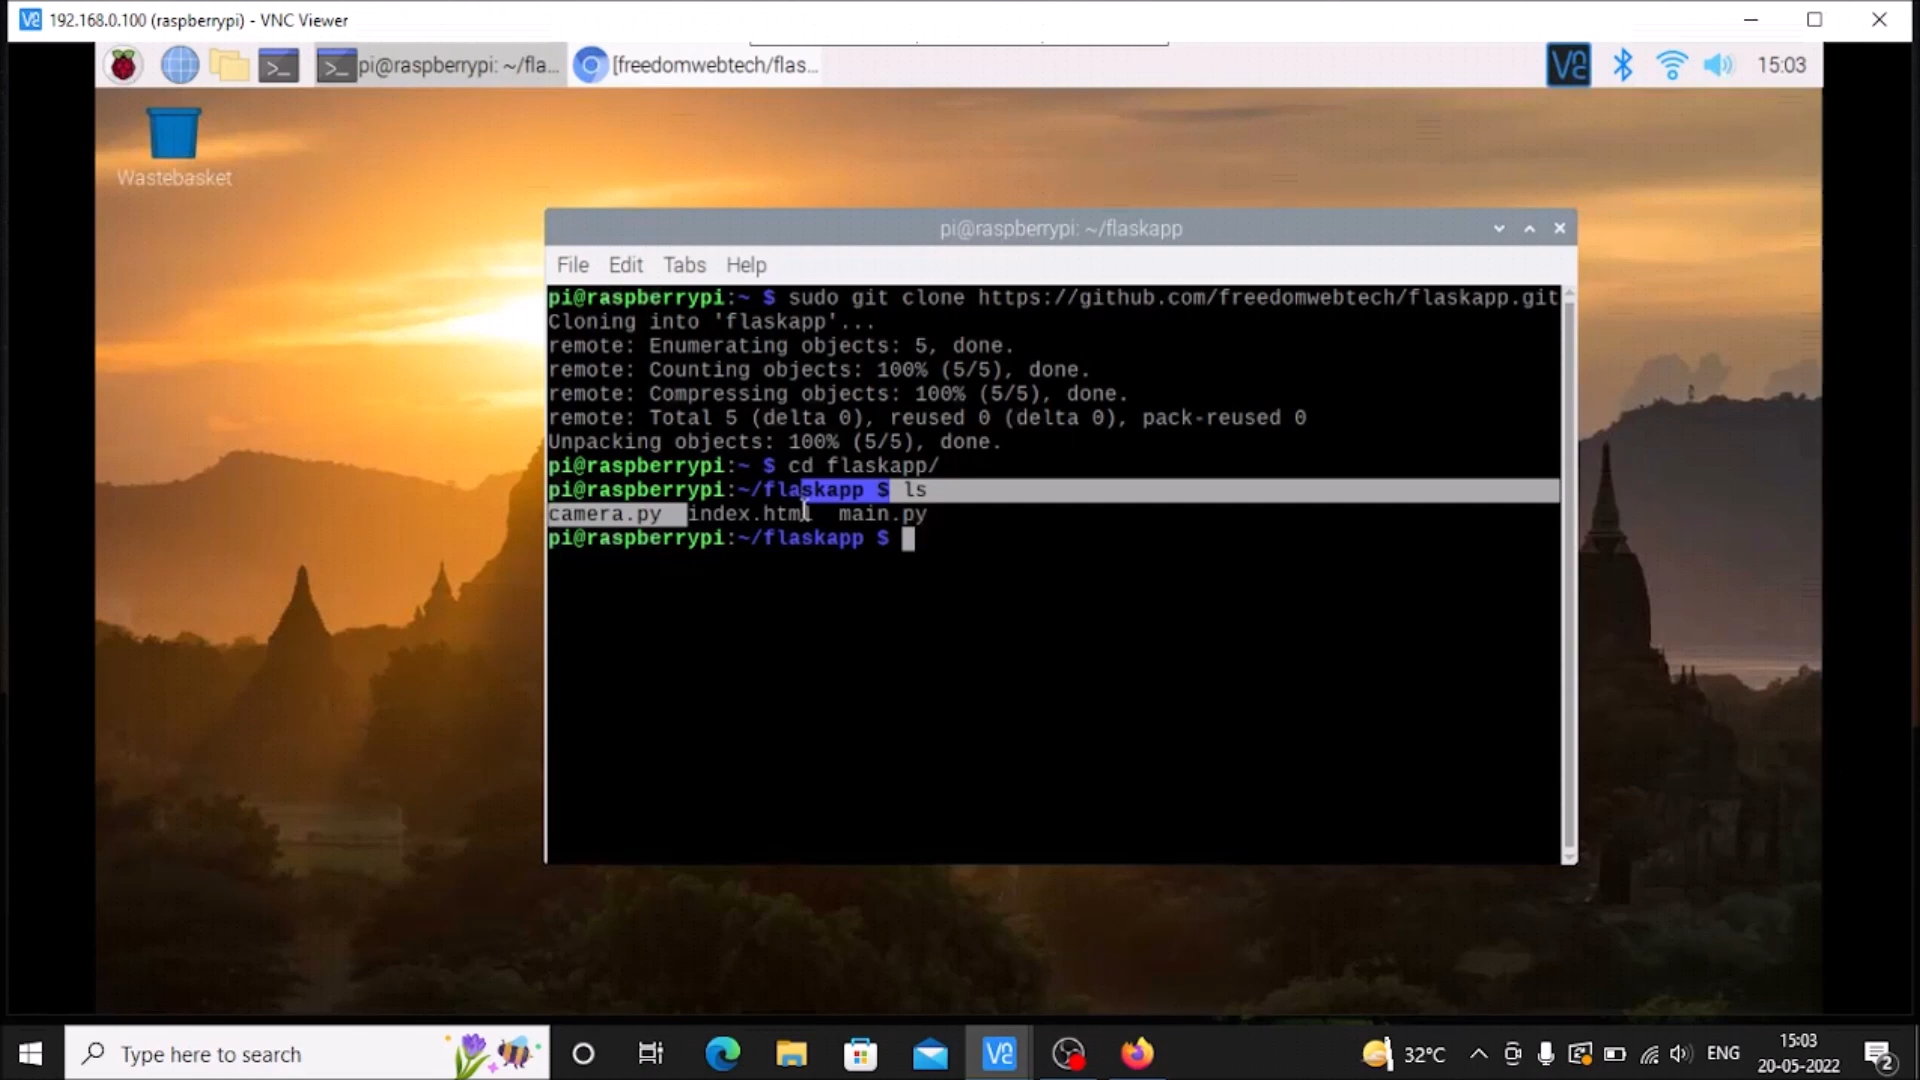 192.168.0.100 (raspberrypi) - VNC Viewer
pi@raspberrypi: ~/fla...
[freedomwebtech/flas...
15:03
Wastebasket
pi@raspberrypi: ~/flaskapp
File Edit Tabs Help
pi@raspberrypi:~ $ sudo git clone https://github.com/freedomwebtech/flaskapp.git
Cloning into 'flaskapp'...
remote: Enumerating objects: 5, done.
remote: Counting objects: 100% (5/5), done.
remote: Compressing objects: 100% (5/5), done.
remote: Total 5 (delta 0), reused 0 (delta 0), pack-reused 0
Unpacking objects: 100% (5/5), done.
pi@raspberrypi:~ $ cd flaskapp/
pi@raspberrypi:~/flaskapp $ ls
camera.py index.html main.py
pi@raspberrypi:~/flaskapp $
Type here to search
32°C
ENG
15:03
20-05-2022
2